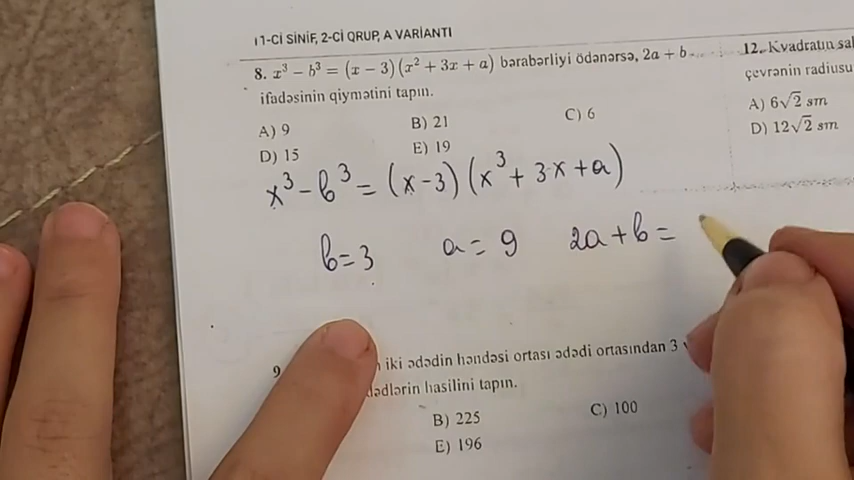 11-Cİ SİNİF, 2-Cİ QRUP, A VARİANTI
8. x³ − b³ = (x − 3)(x² + 3x + a) bərabərliyi ödənərsə, 2a + b
ifadəsinin qiymətini tapın.
A) 9 B) 21 C) 6
D) 15 E) 19
x³ − b³ = (x − 3)(x³ + 3·x + a)
b = 3 a = 9 2a + b =
iki ədədin həndəsi ortası ədədi ortasından 3
hasilini tapın.
B) 225 C) 100
E) 196
12. Kvadratın
çevrənin radiusu
A) 6√2 sm
D) 12√2 sm